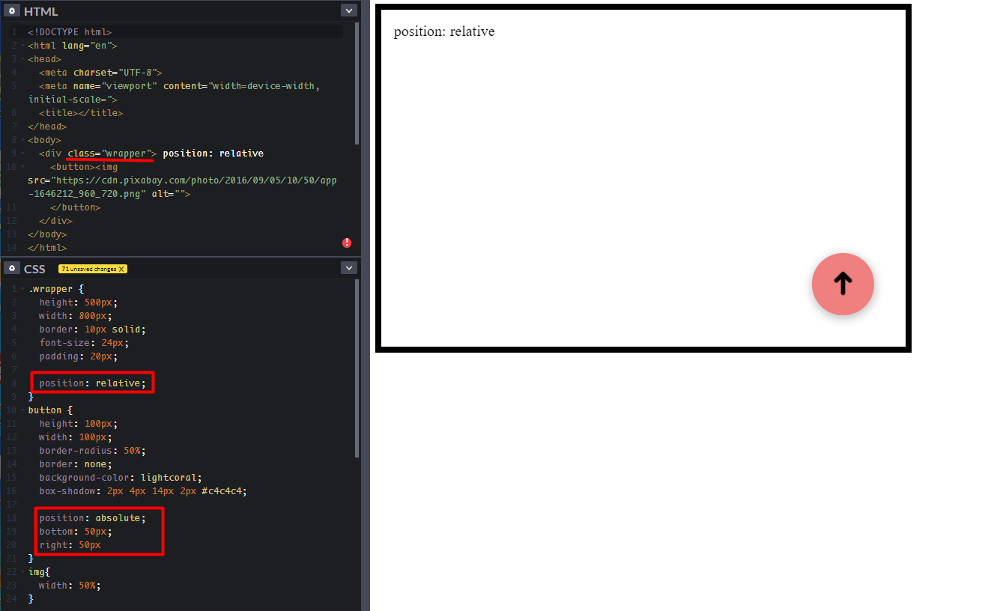 HTML
1 <!DOCTYPE html>
2 <html lang="en">
3 <head>
4 <meta charset="UTF-8">
5 <meta name="viewport" content="width=device-width,
initial-scale=">
6 <title></title>
7 </head>
8 <body>
9 <div class="wrapper"> position: relative
10 <button><img
src="https://cdn.pixabay.com/photo/2016/09/05/10/50/app
-1646212_960_720.png" alt="">
11 </button>
12 </div>
13 </body>
14 </html>
CSS 71 unsaved changes X
1 .wrapper {
2 height: 500px;
3 width: 800px;
4 border: 10px solid;
5 font-size: 24px;
6 padding: 20px;
7
8 position: relative;
9 }
10 button {
11 height: 100px;
12 width: 100px;
13 border-radius: 50%;
14 border: none;
15 background-color: lightcoral;
16 box-shadow: 2px 4px 14px 2px #c4c4c4;
17
18 position: absolute;
19 bottom: 50px;
20 right: 50px
21 }
22 img{
23 width: 50%;
24 }
position: relative